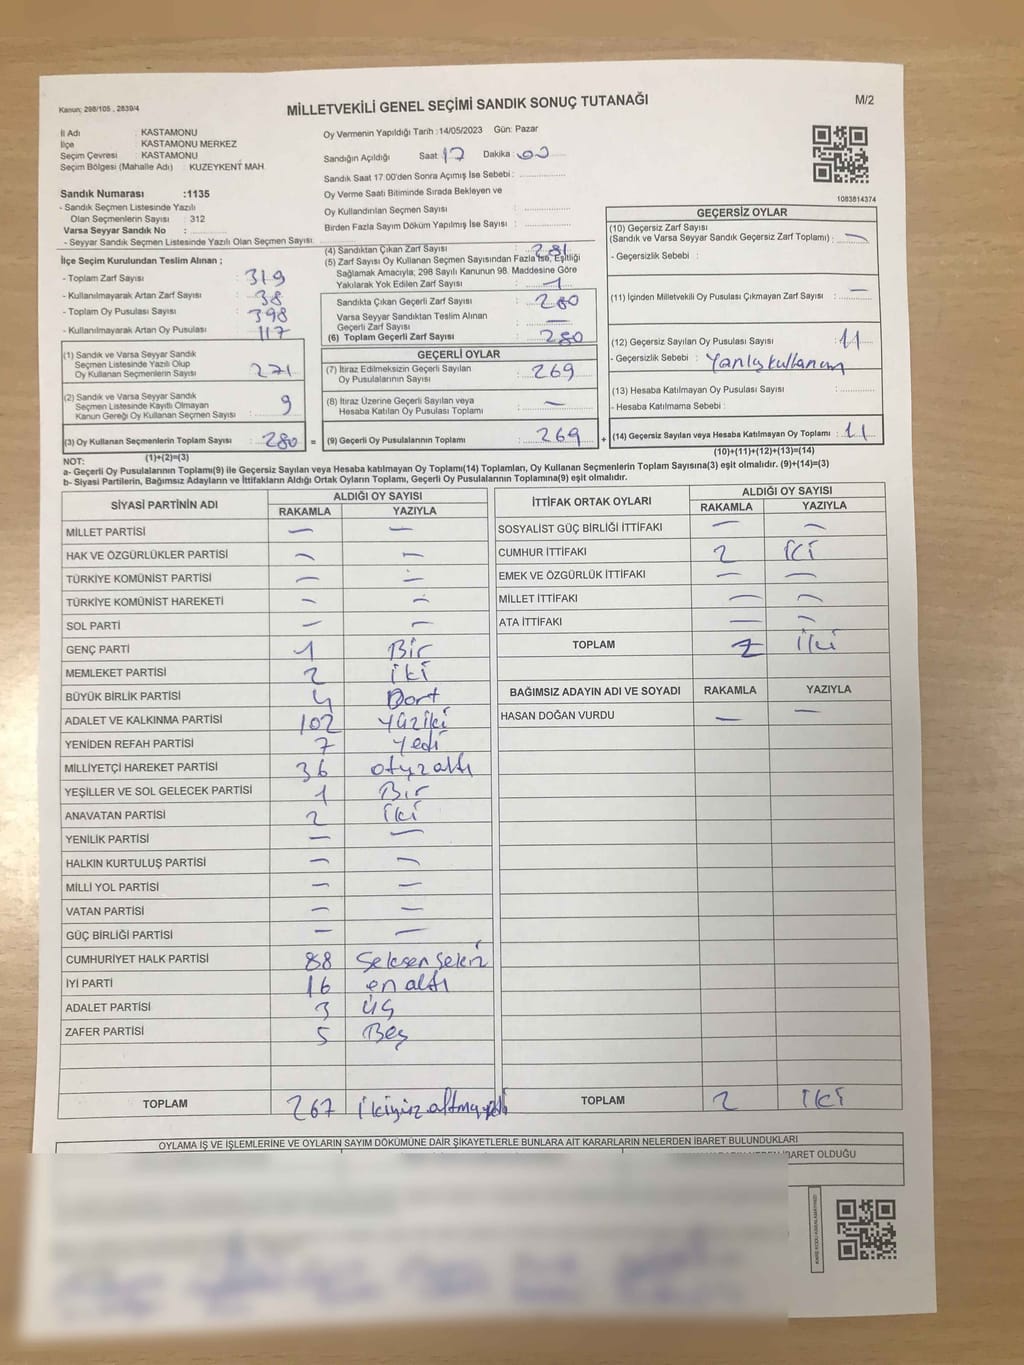 Kanun; 298/105 , 2839/4
MİLLETVEKİLİ GENEL SEÇİMİ SANDIK SONUÇ TUTANAĞI
M/2
İl Adı : KASTAMONU
İlçe : KASTAMONU MERKEZ
Seçim Çevresi : KASTAMONU
Seçim Bölgesi (Mahalle Adı) : KUZEYKENT MAH.
Sandık Numarası :1135
- Sandık Seçmen Listesinde Yazılı
Olan Seçmenlerin Sayısı : 312
Varsa Seyyar Sandık No :
- Seyyar Sandık Seçmen Listesinde Yazılı Olan Seçmen Sayısı:
Oy Vermenin Yapıldığı Tarih :14/05/2023 Gün: Pazar
Sandığın Açıldığı Saat 17 Dakika : 00
Sandık Saat 17.00'den Sonra Açımış İse Sebebi :
Oy Verme Saati Bitiminde Sırada Bekleyen ve
Oy Kullandırılan Seçmen Sayısı :
Birden Fazla Sayım Döküm Yapılmış İse Sayısı :
1083814374
İlçe Seçim Kurulundan Teslim Alınan ;
- Toplam Zarf Sayısı : 319
- Kullanılmayarak Artan Zarf Sayısı : 38
- Toplam Oy Pusulası Sayısı : 398
- Kullanılmayarak Artan Oy Pusulası : 117
(1) Sandık ve Varsa Seyyar Sandık
Seçmen Listesinde Yazılı Olup
Oy Kullanan Seçmenlerin Sayısı : 271
(2) Sandık ve Varsa Seyyar Sandık
Seçmen Listesinde Kayıtlı Olmayan
Kanun Gereği Oy Kullanan Seçmen Sayısı : 9
(3) Oy Kullanan Seçmenlerin Toplam Sayısı : 280 =
(1)+(2)=(3)
(4) Sandıktan Çıkan Zarf Sayısı : 281
(5) Zarf Sayısı Oy Kullanan Seçmen Sayısından Fazla İse, Eşitliği
Sağlamak Amacıyla, 298 Sayılı Kanunun 98. Maddesine Göre
Yakılarak Yok Edilen Zarf Sayısı : 1
Sandıkta Çıkan Geçerli Zarf Sayısı : 280
Varsa Seyyar Sandıktan Teslim Alınan
Geçerli Zarf Sayısı : —
(6) Toplam Geçerli Zarf Sayısı : 280
GEÇERLİ OYLAR
(7) İtiraz Edilmeksizin Geçerli Sayılan
Oy Pusulalarının Sayısı : 269
(8) İtiraz Üzerine Geçerli Sayılan veya
Hesaba Katılan Oy Pusulası Toplamı : —
(9) Geçerli Oy Pusulalarının Toplamı : 269 +
GEÇERSİZ OYLAR
(10) Geçersiz Zarf Sayısı
(Sandık ve Varsa Seyyar Sandık Geçersiz Zarf Toplamı) : —
- Geçersizlik Sebebi :
(11) İçinden Milletvekili Oy Pusulası Çıkmayan Zarf Sayısı : —
(12) Geçersiz Sayılan Oy Pusulası Sayısı : 11
- Geçersizlik Sebebi : Yanlış kullanım
(13) Hesaba Katılmayan Oy Pusulası Sayısı :
- Hesaba Katılmama Sebebi :
(14) Geçersiz Sayılan veya Hesaba Katılmayan Oy Toplamı : 11
(10)+(11)+(12)+(13)=(14)
NOT:
a- Geçerli Oy Pusulalarının Toplamı(9) ile Geçersiz Sayılan veya Hesaba katılmayan Oy Toplamı(14) Toplamları, Oy Kullanan Seçmenlerin Toplam Sayısına(3) eşit olmalıdır. (9)+(14)=(3)
b- Siyasi Partilerin, Bağımsız Adayların ve İttifakların Aldığı Ortak Oyların Toplamı, Geçerli Oy Pusulalarının Toplamına(9) eşit olmalıdır.
SİYASİ PARTİNİN ADI ALDIĞI OY SAYISI
RAKAMLA YAZIYLA
MİLLET PARTİSİ — —
HAK VE ÖZGÜRLÜKLER PARTİSİ — —
TÜRKİYE KOMÜNİST PARTİSİ — —
TÜRKİYE KOMÜNİST HAREKETİ — —
SOL PARTİ — —
GENÇ PARTİ 1 Bir
MEMLEKET PARTİSİ 2 iki
BÜYÜK BİRLİK PARTİSİ 4 Dort
ADALET VE KALKINMA PARTİSİ 102 yüziki
YENİDEN REFAH PARTİSİ 7 yedi
MİLLİYETÇİ HAREKET PARTİSİ 36 otuzaltı
YEŞİLLER VE SOL GELECEK PARTİSİ 1 Bir
ANAVATAN PARTİSİ 2 iki
YENİLİK PARTİSİ — —
HALKIN KURTULUŞ PARTİSİ — —
MİLLİ YOL PARTİSİ — —
VATAN PARTİSİ — —
GÜÇ BİRLİĞİ PARTİSİ — —
CUMHURİYET HALK PARTİSİ 88 Seksen sekiz
İYİ PARTİ 16 on altı
ADALET PARTİSİ 3 üç
ZAFER PARTİSİ 5 Beş
TOPLAM 267 ikiyüz altmış yedi
İTTİFAK ORTAK OYLARI ALDIĞI OY SAYISI
RAKAMLA YAZIYLA
SOSYALİST GÜÇ BİRLİĞİ İTTİFAKI — —
CUMHUR İTTİFAKI 2 iki
EMEK VE ÖZGÜRLÜK İTTİFAKI — —
MİLLET İTTİFAKI — —
ATA İTTİFAKI — —
TOPLAM 2 iki
BAĞIMSIZ ADAYIN ADI VE SOYADI RAKAMLA YAZIYLA
HASAN DOĞAN VURDU — —
TOPLAM 2 iki
OYLAMA İŞ VE İŞLEMLERİNE VE OYLARIN SAYIM DÖKÜMÜNE DAİR ŞİKAYETLERLE BUNLARA AİT KARARLARIN NELERDEN İBARET BULUNDUKLARI
İBARET OLDUĞU